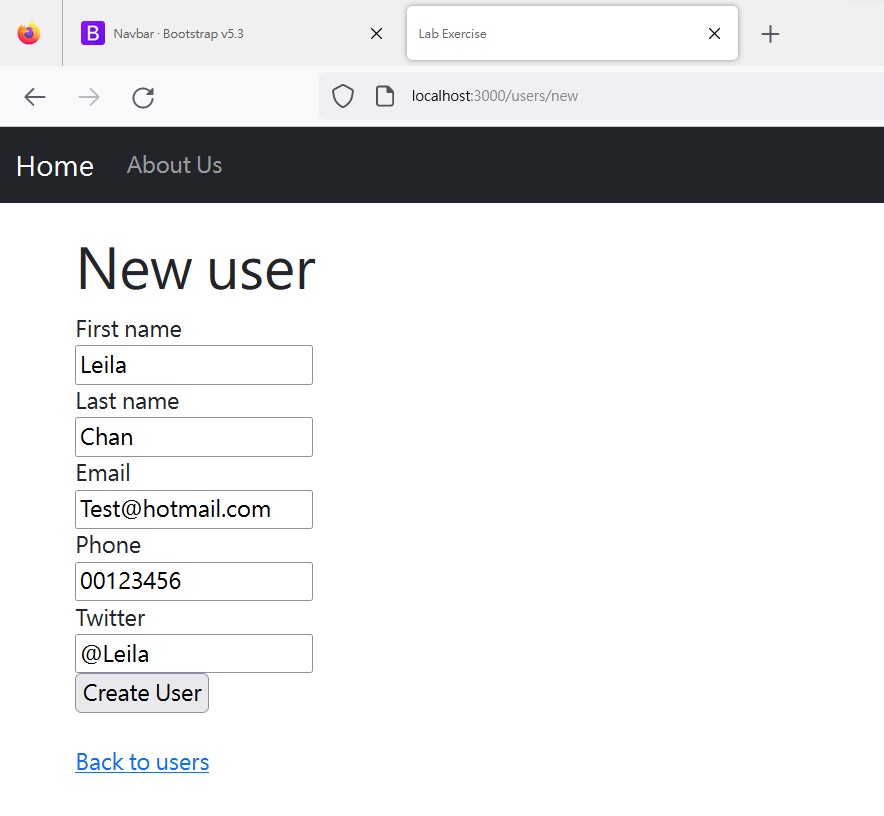 B Navbar · Bootstrap v5.3
Lab Exercise
localhost:3000/users/new
Home About Us
New user
First name
Leila
Last name
Chan
Email
Test@hotmail.com
Phone
00123456
Twitter
@Leila
Create User
Back to users